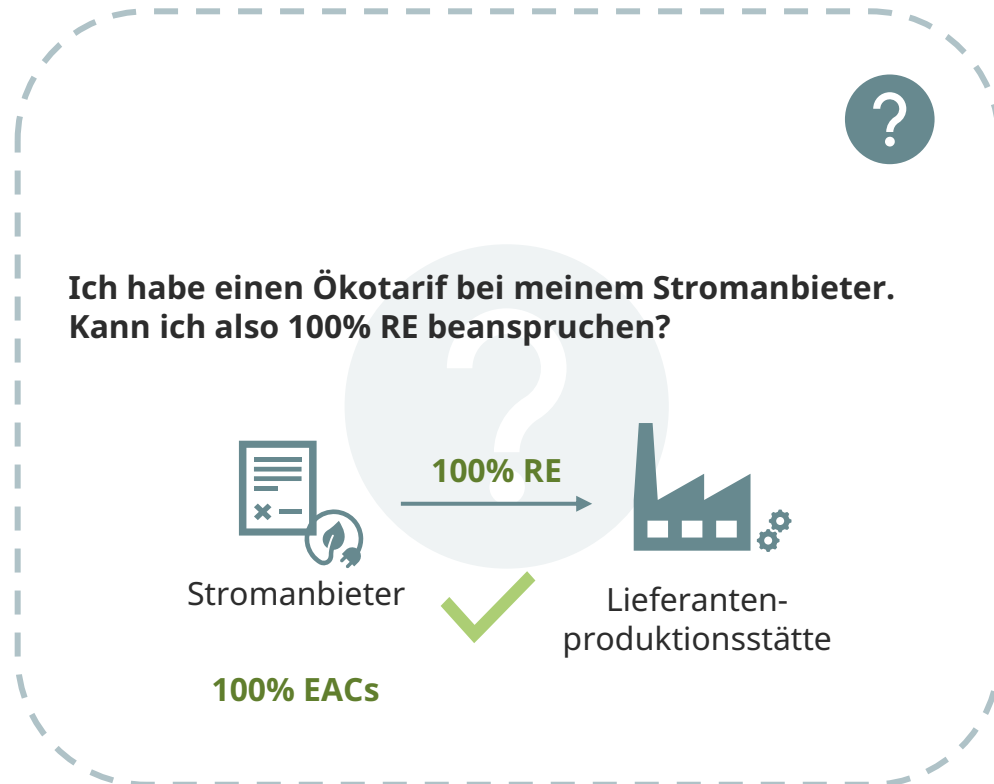 Ich habe einen Ökotarif bei meinem Stromanbieter.
Kann ich also 100% RE beanspruchen?
100% RE
Stromanbieter
Lieferanten-
produktionsstätte
100% EACs